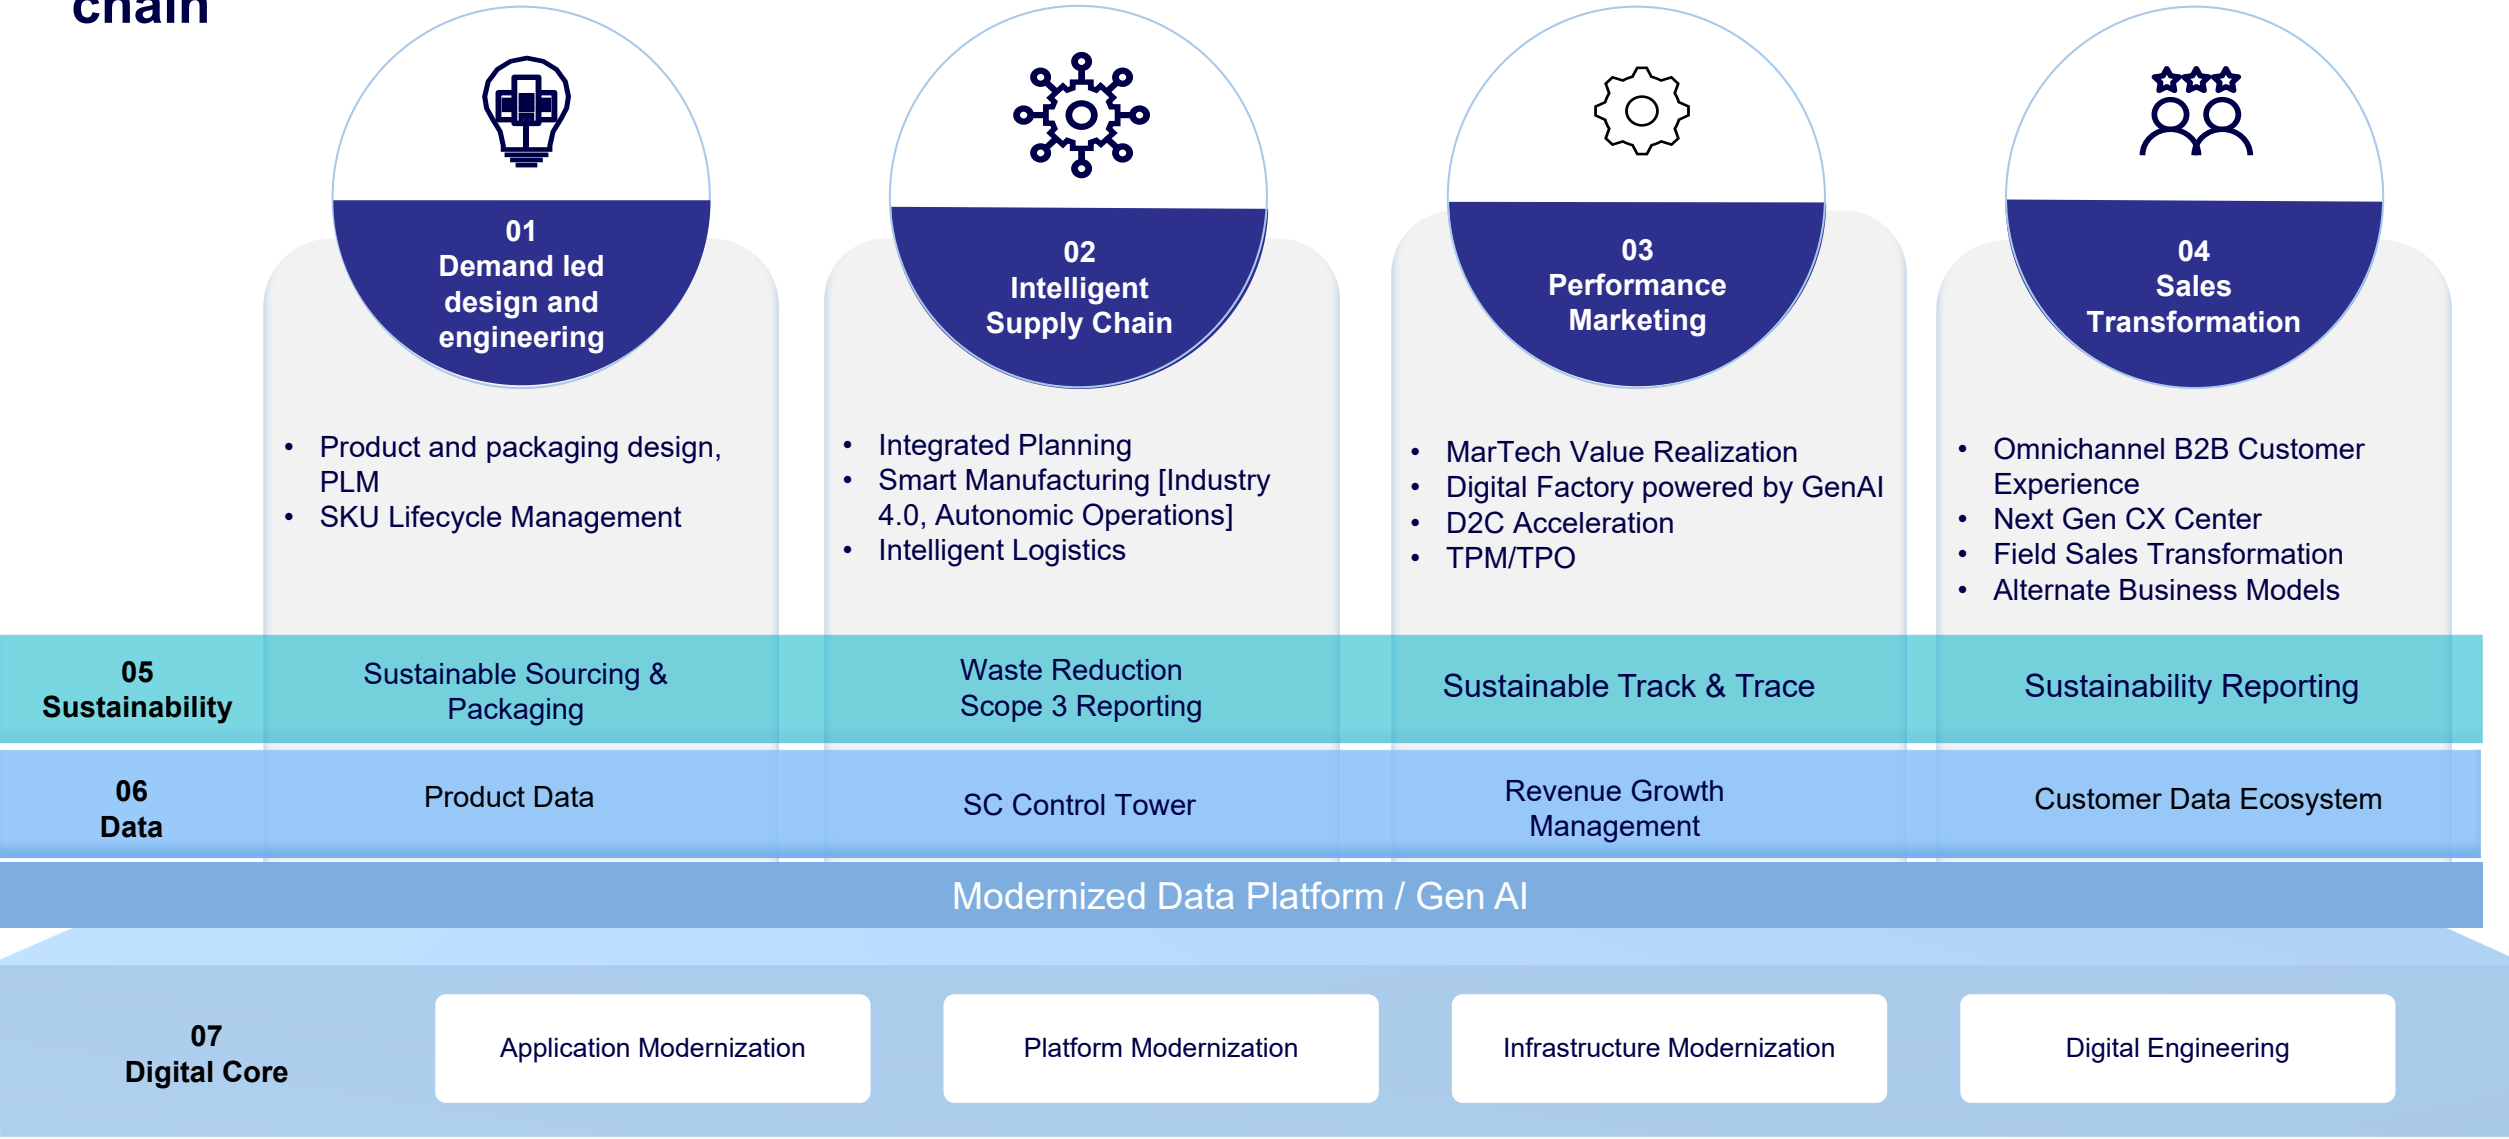 chain
01
Demand led
design and
engineering
02
Intelligent
Supply Chain
03
Performance
Marketing
04
Sales
Transformation
• Product and packaging design,
PLM
• SKU Lifecycle Management
• Integrated Planning
• Smart Manufacturing [Industry
4.0, Autonomic Operations]
• Intelligent Logistics
• MarTech Value Realization
• Digital Factory powered by GenAI
• D2C Acceleration
• TPM/TPO
• Omnichannel B2B Customer
Experience
• Next Gen CX Center
• Field Sales Transformation
• Alternate Business Models
05
Sustainability
Sustainable Sourcing &
Packaging
Waste Reduction
Scope 3 Reporting
Sustainable Track & Trace
Sustainability Reporting
06
Data
Product Data
SC Control Tower
Revenue Growth
Management
Customer Data Ecosystem
Modernized Data Platform / Gen AI
07
Digital Core
Application Modernization
Platform Modernization
Infrastructure Modernization
Digital Engineering